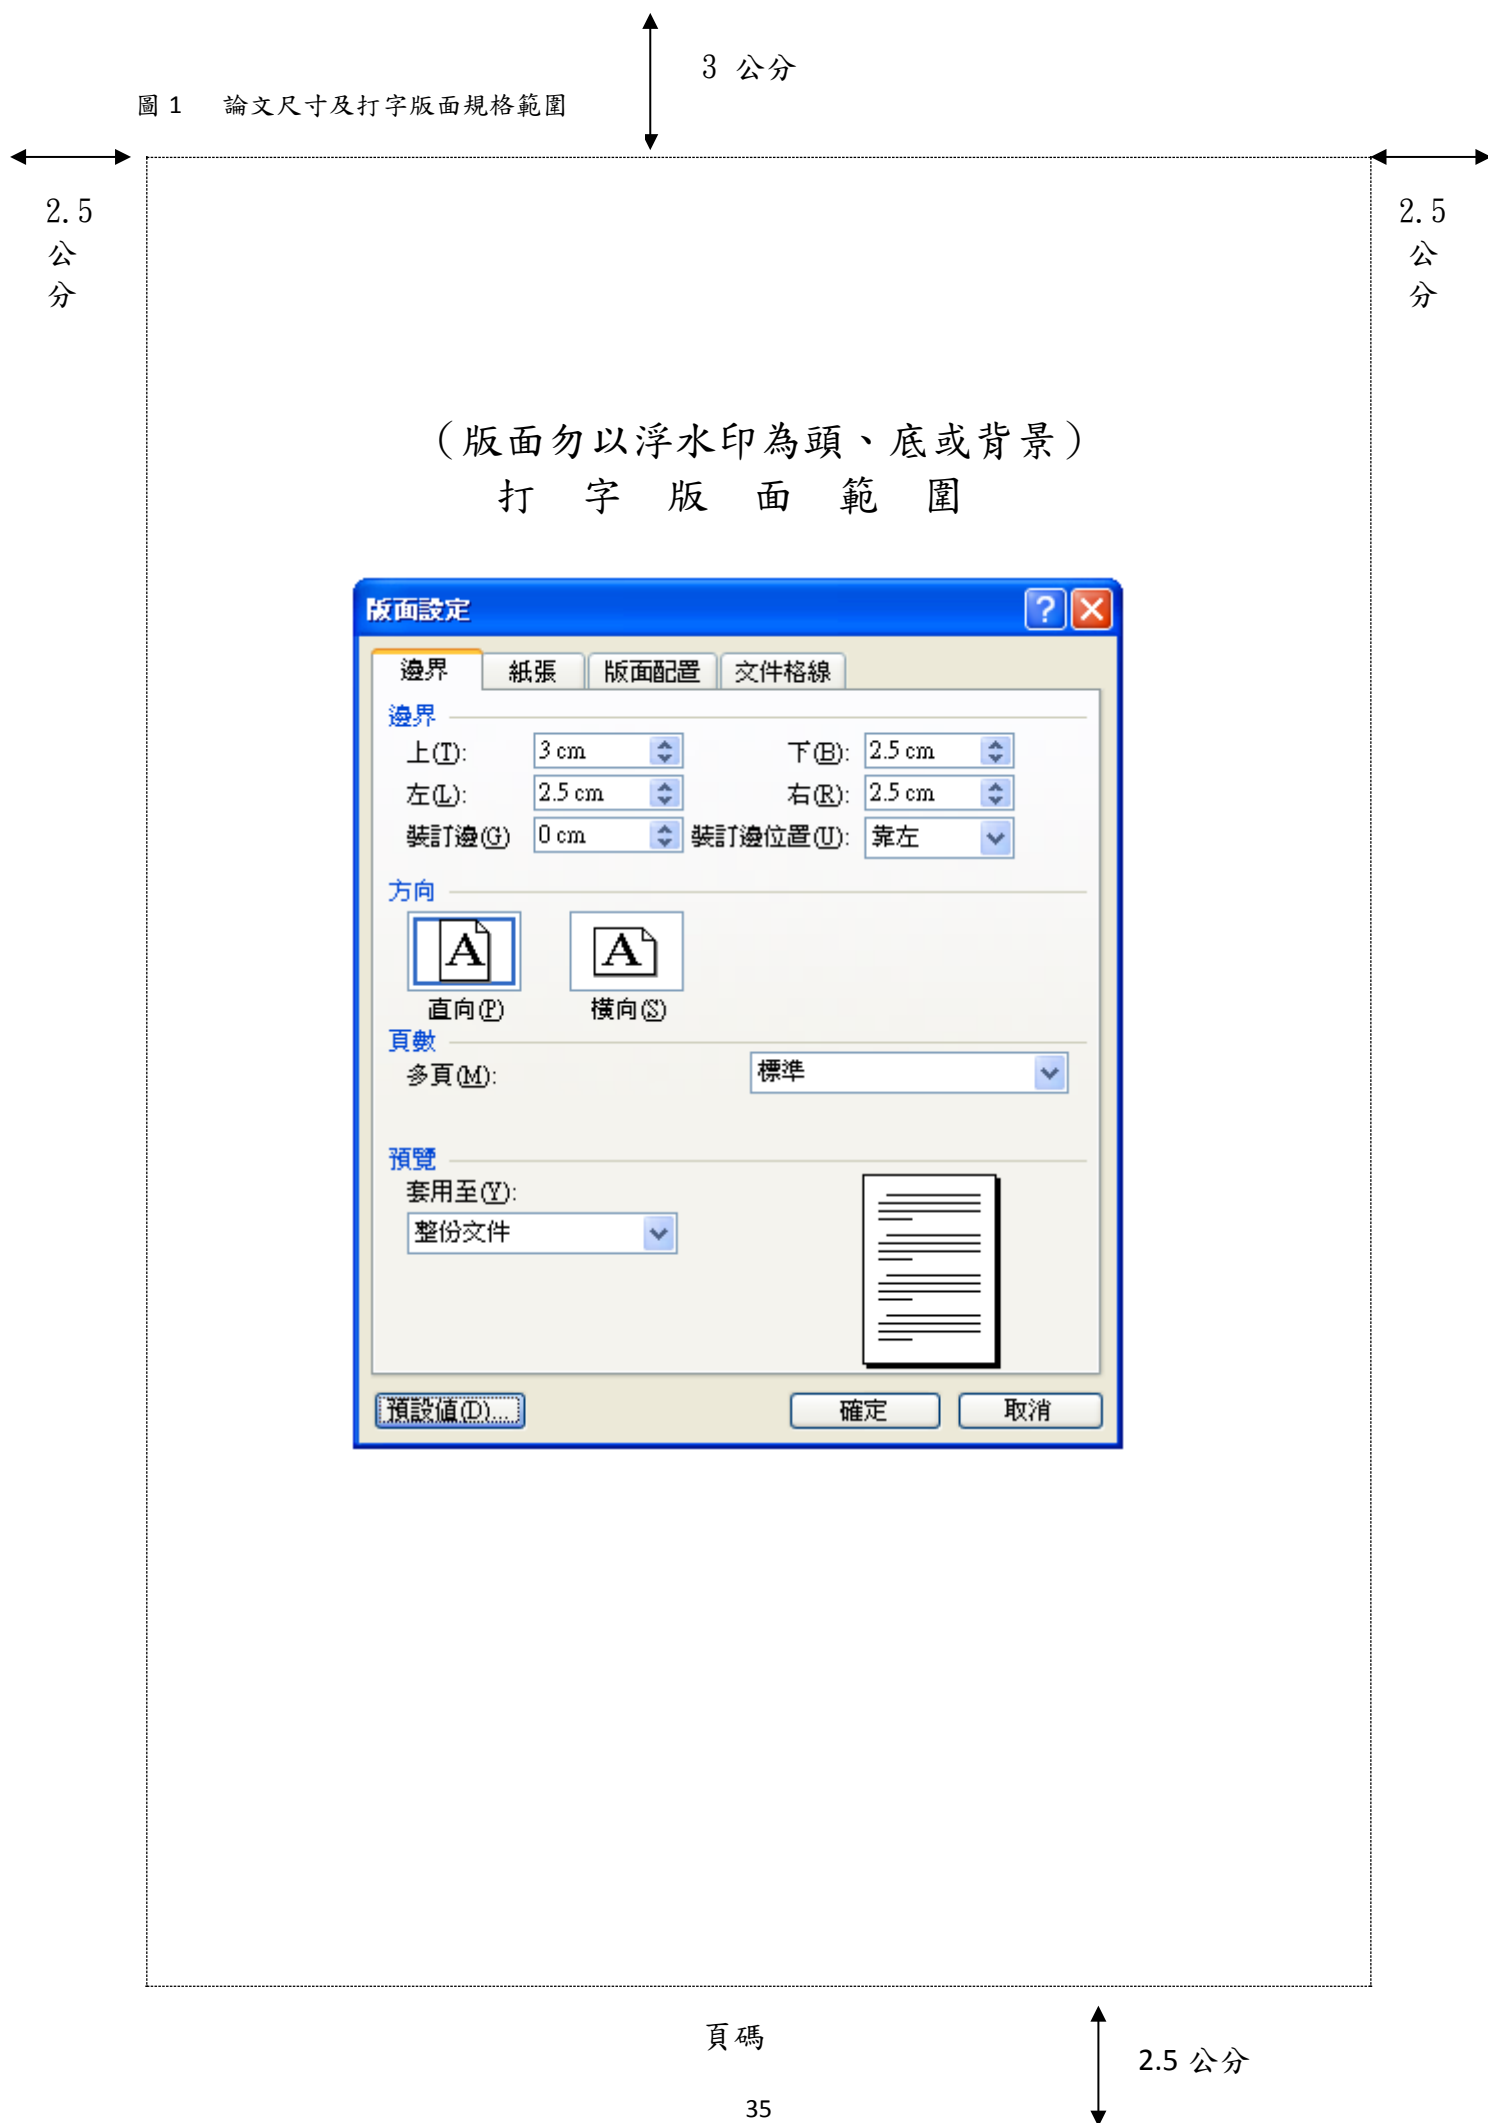 3 公分
圖 1 論文尺寸及打字版面規格範圍
2.5
公
分
2.5
公
分
（版面勿以浮水印為頭、底或背景）
打 字 版 面 範 圍
版面設定
邊界 紙張 版面配置 文件格線
邊界
上(T): 3 cm 下(B): 2.5 cm
左(L): 2.5 cm 右(R): 2.5 cm
裝訂邊(G) 0 cm 裝訂邊位置(U): 靠左
方向
A A
直向(P) 橫向(S)
頁數
多頁(M): 標準
預覽
套用至(Y):
整份文件
預設值(D)... 確定 取消
頁碼
2.5 公分
35